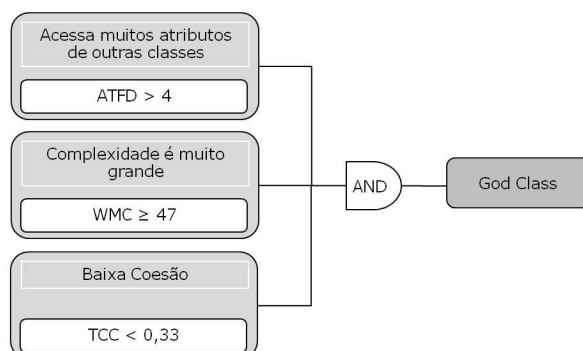 Acessa muitos atributos
de outras classes
ATFD > 4
Complexidade é muito
grande
WMC ≥ 47
AND
God Class
Baixa Coesão
TCC < 0,33